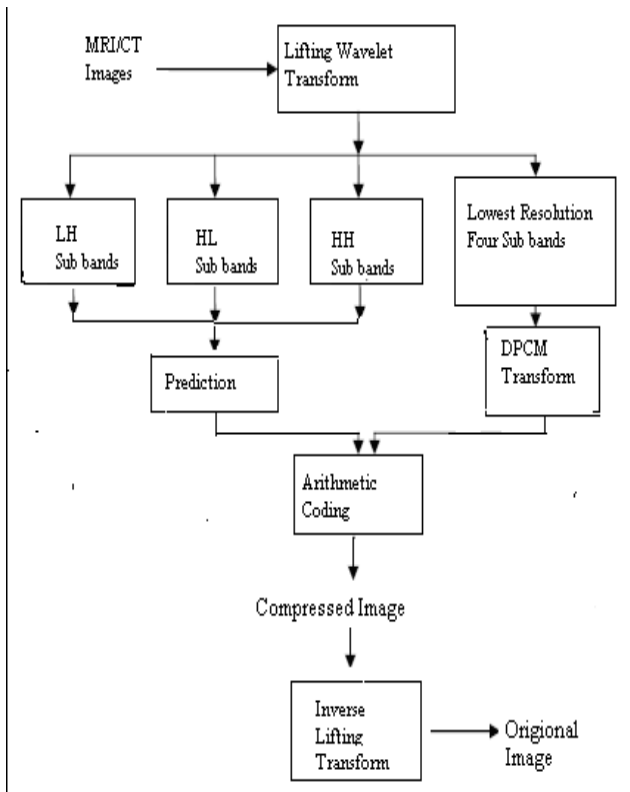 MRI/CT
Images
Lifting Wavelet
Transform
LH
Sub bands
HL
Sub bands
HH
Sub bands
Lowest Resolution
Four Sub bands
Prediction
DPCM
Transform
Arithmetic
Coding
Compressed Image
Inverse
Lifting
Transform
Origional
Image